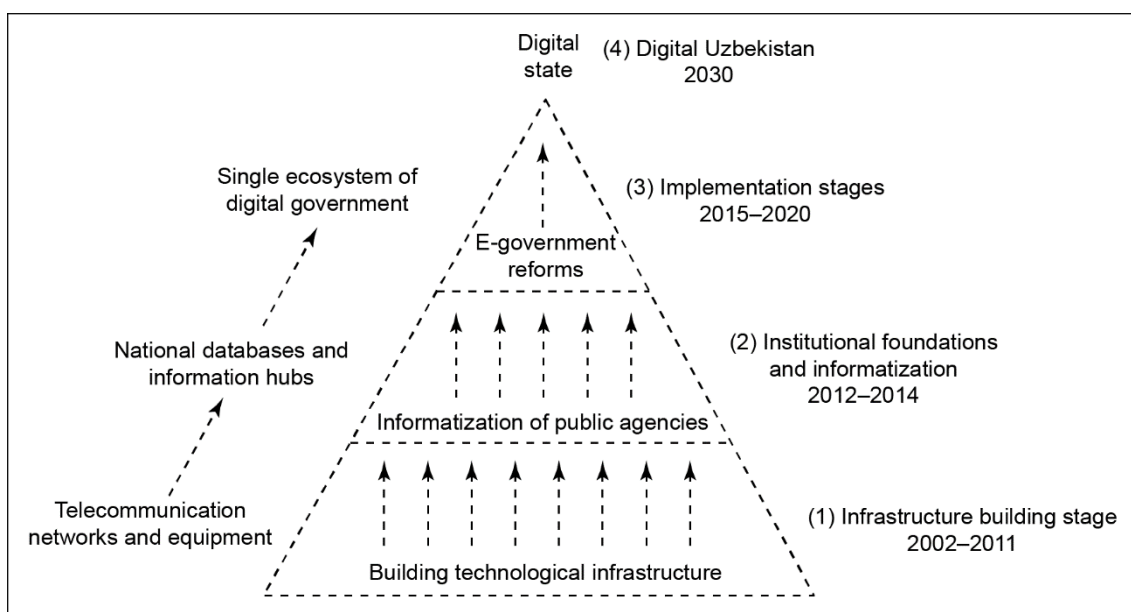 Digital
state
(4) Digital Uzbekistan
2030
Single ecosystem of
digital government
(3) Implementation stages
2015–2020
E-government
reforms
National databases and
information hubs
(2) Institutional foundations
and informatization
2012–2014
Informatization of public agencies
Telecommunication
networks and equipment
(1) Infrastructure building stage
2002–2011
Building technological infrastructure